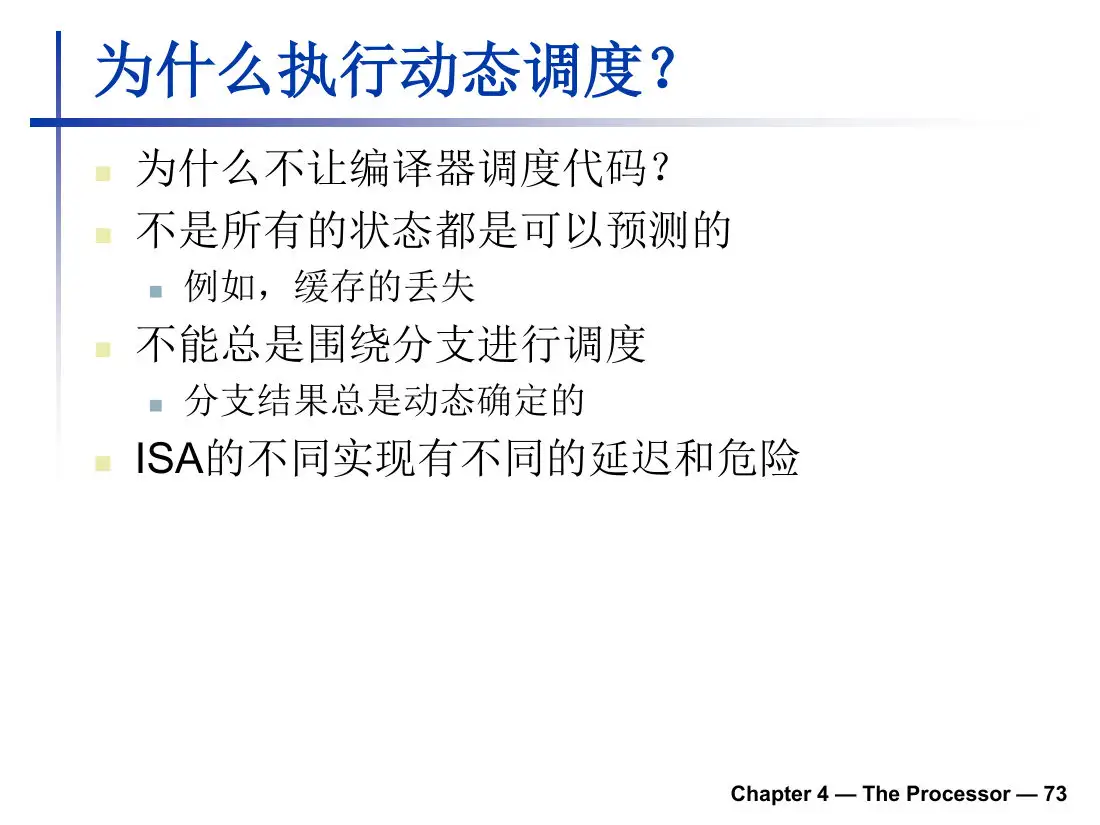 为什么执行动态调度？
为什么不让编译器调度代码？
不是所有的状态都是可以预测的
例如，缓存的丢失
不能总是围绕分支进行调度
分支结果总是动态确定的
ISA的不同实现有不同的延迟和危险
Chapter 4 — The Processor — 73